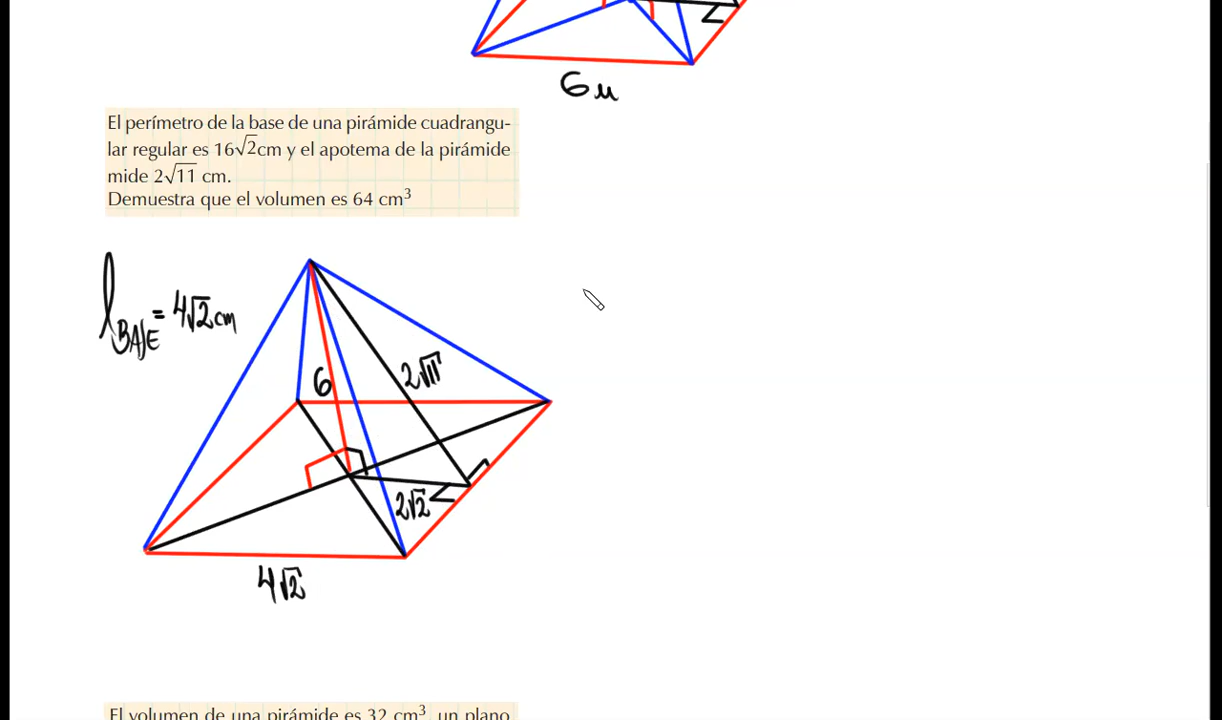 6 u
El perímetro de la base de una pirámide cuadrangu-
lar regular es 16√2cm y el apotema de la pirámide
mide 2√11 cm.
Demuestra que el volumen es 64 cm³
l BASE = 4√2 cm
6
2√11
2√2
4√2
El volumen de una pirámide es 32 cm³, un plano